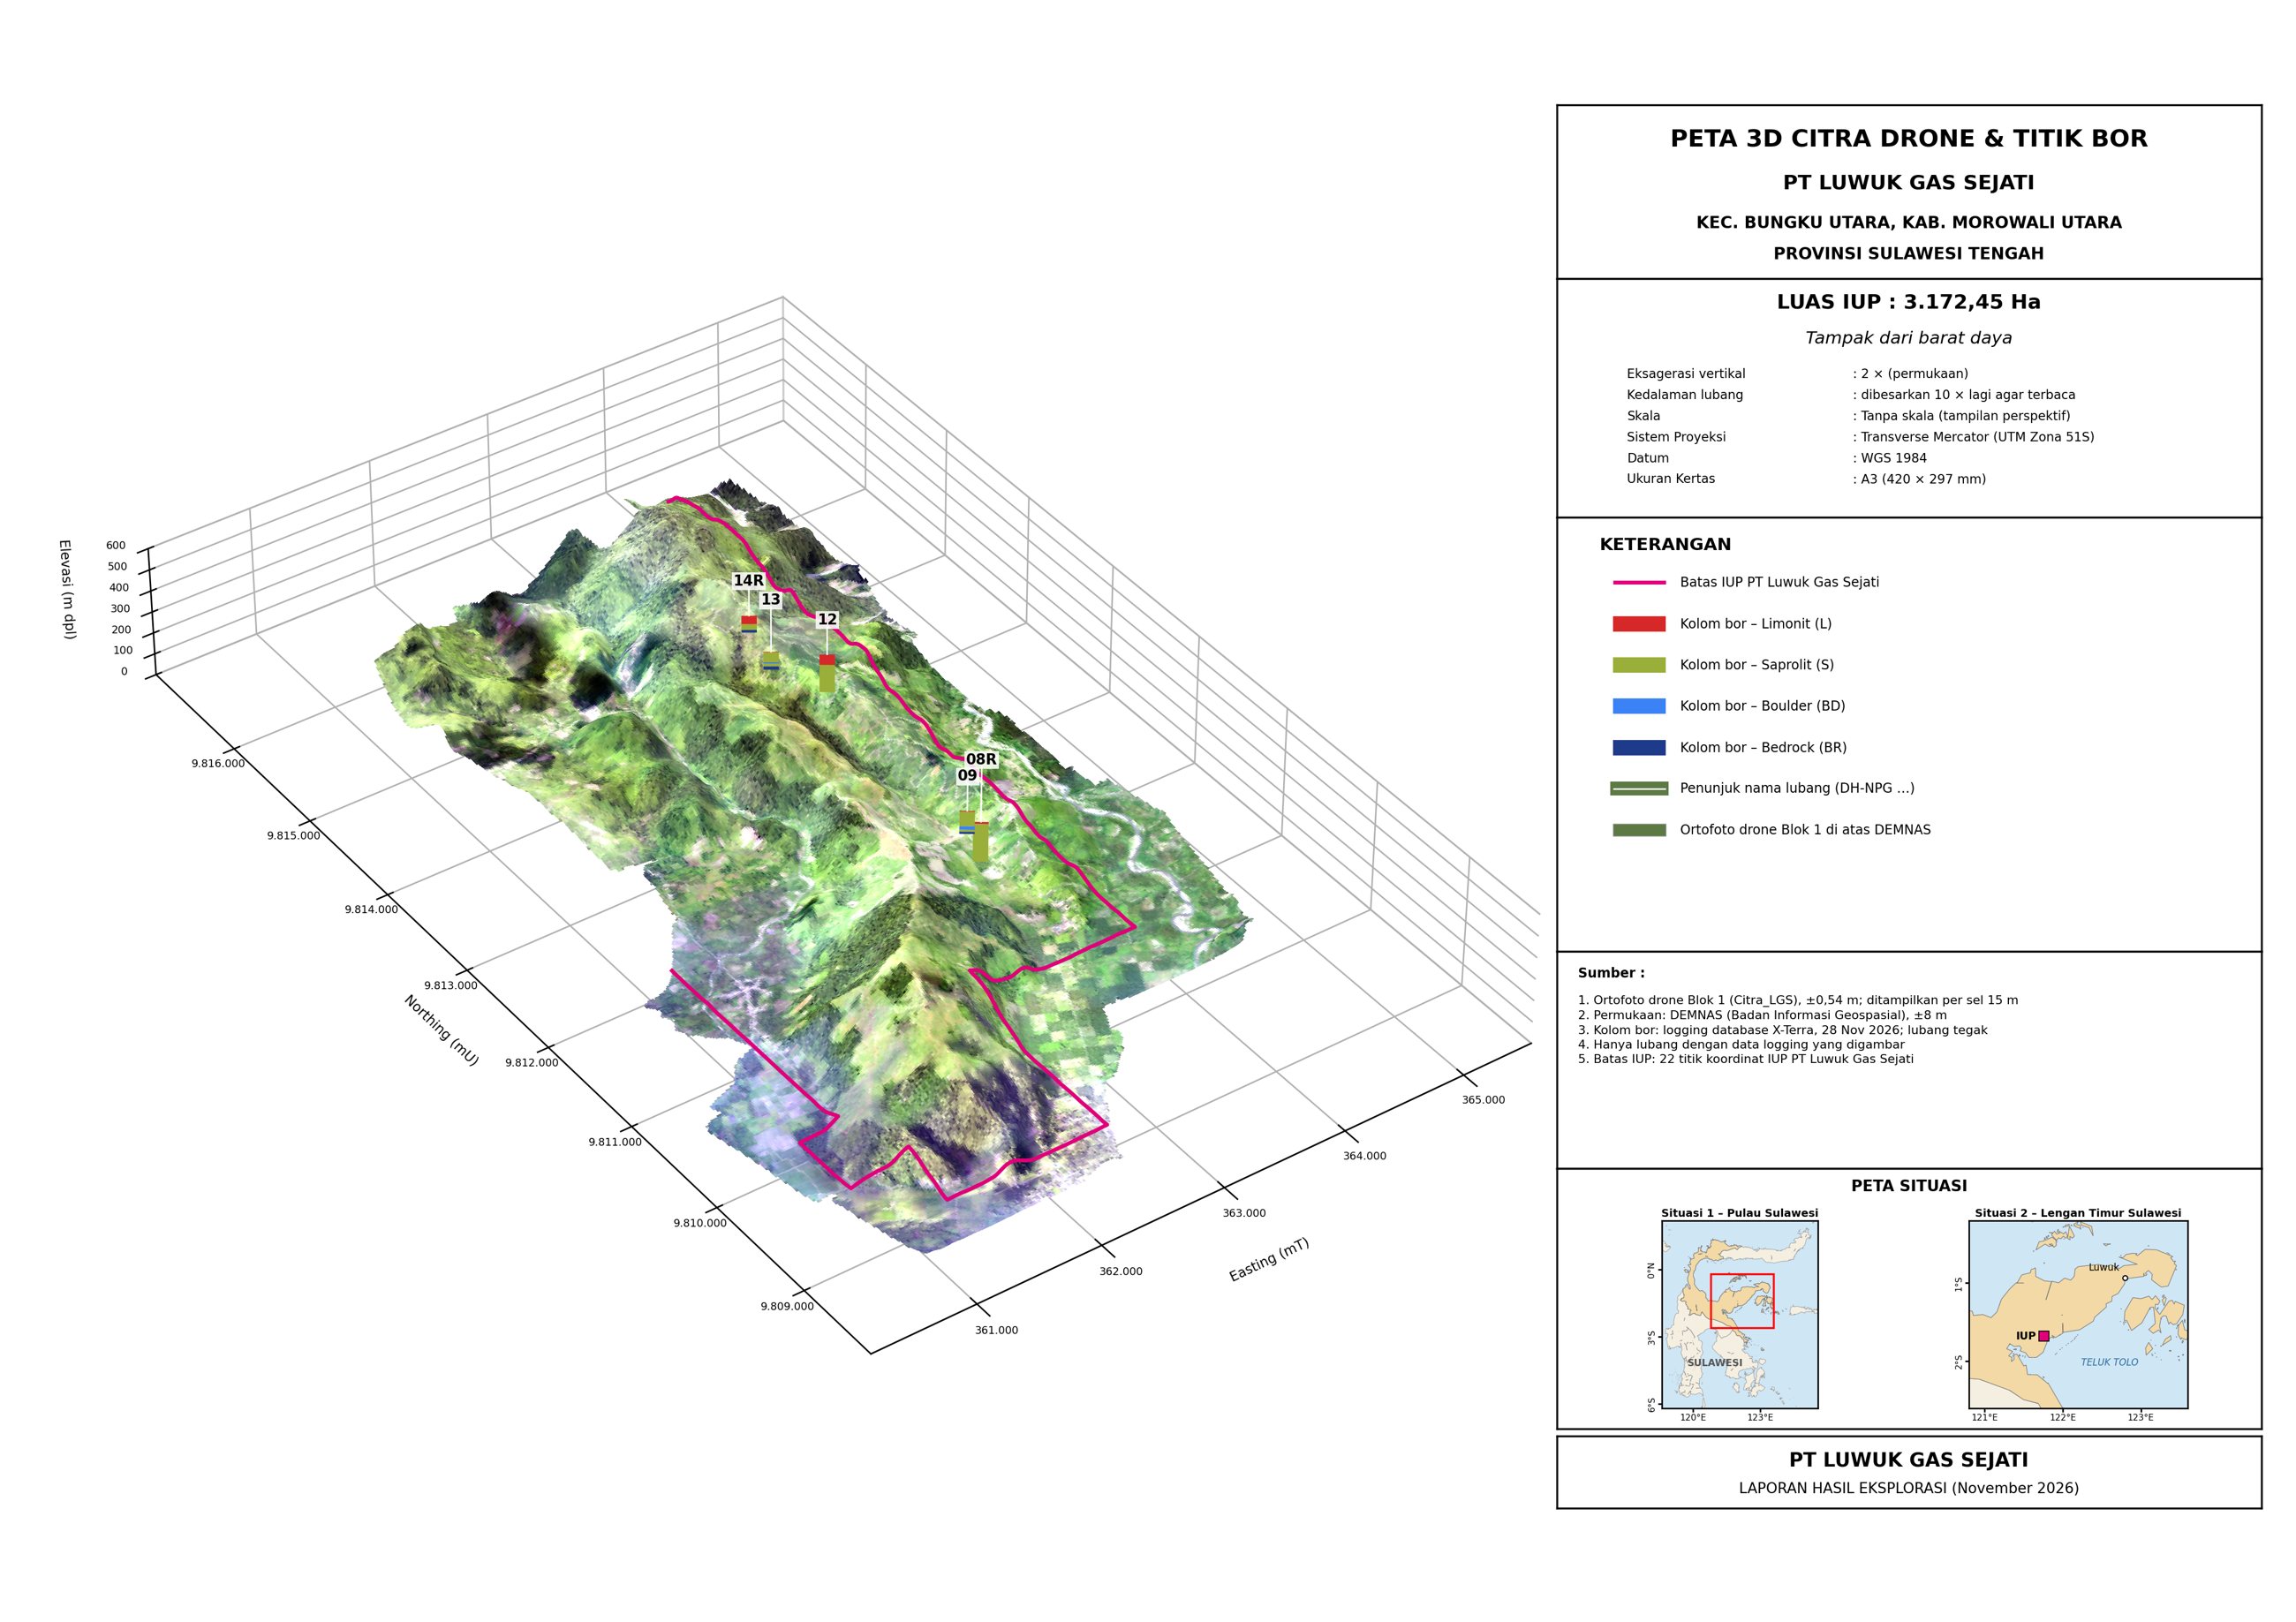 PETA 3D CITRA DRONE & TITIK BOR
PT LUWUK GAS SEJATI
KEC. BUNGKU UTARA, KAB. MOROWALI UTARA
PROVINSI SULAWESI TENGAH
LUAS IUP : 3.172,45 Ha
Tampak dari barat daya
Eksagerasi vertikal : 2 × (permukaan)
Kedalaman lubang : dibesarkan 10 × lagi agar terbaca
Skala : Tanpa skala (tampilan perspektif)
Sistem Proyeksi : Transverse Mercator (UTM Zona 51S)
Datum : WGS 1984
Ukuran Kertas : A3 (420 × 297 mm)
KETERANGAN
Batas IUP PT Luwuk Gas Sejati
Kolom bor – Limonit (L)
Kolom bor – Saprolit (S)
Kolom bor – Boulder (BD)
Kolom bor – Bedrock (BR)
Penunjuk nama lubang (DH-NPG ...)
Ortofoto drone Blok 1 di atas DEMNAS
Sumber :
1. Ortofoto drone Blok 1 (Citra_LGS), ±0,54 m; ditampilkan per sel 15 m
2. Permukaan: DEMNAS (Badan Informasi Geospasial), ±8 m
3. Kolom bor: logging database X-Terra, 28 Nov 2026; lubang tegak
4. Hanya lubang dengan data logging yang digambar
5. Batas IUP: 22 titik koordinat IUP PT Luwuk Gas Sejati
PETA SITUASI
Situasi 1 – Pulau Sulawesi
0°N
3°S
6°S
SULAWESI
120°E
123°E
Situasi 2 – Lengan Timur Sulawesi
Luwuk
1°S
IUP
2°S
TELUK TOLO
121°E
122°E
123°E
PT LUWUK GAS SEJATI
LAPORAN HASIL EKSPLORASI (November 2026)
Elevasi (m dpl)
600
500
400
300
200
100
0
14R
13
12
08R
09
9.816.000
9.815.000
9.814.000
9.813.000
9.812.000
9.811.000
9.810.000
9.809.000
Northing (mU)
361.000
362.000
363.000
364.000
365.000
Easting (mT)